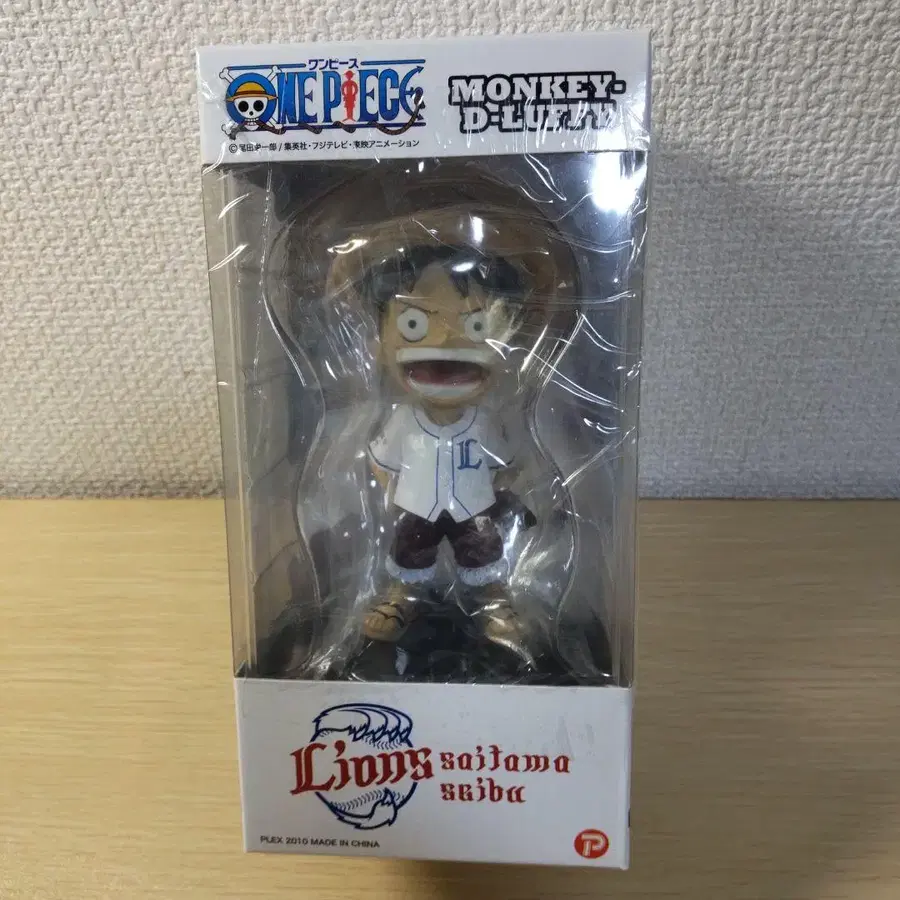 ワンピース
ONE PIECE
©尾田栄一郎/集英社・フジテレビ・東映アニメーション
MONKEY-
D-LUFFY
L
Lions saitama
seibu
PLEX 2010 MADE IN CHINA
P